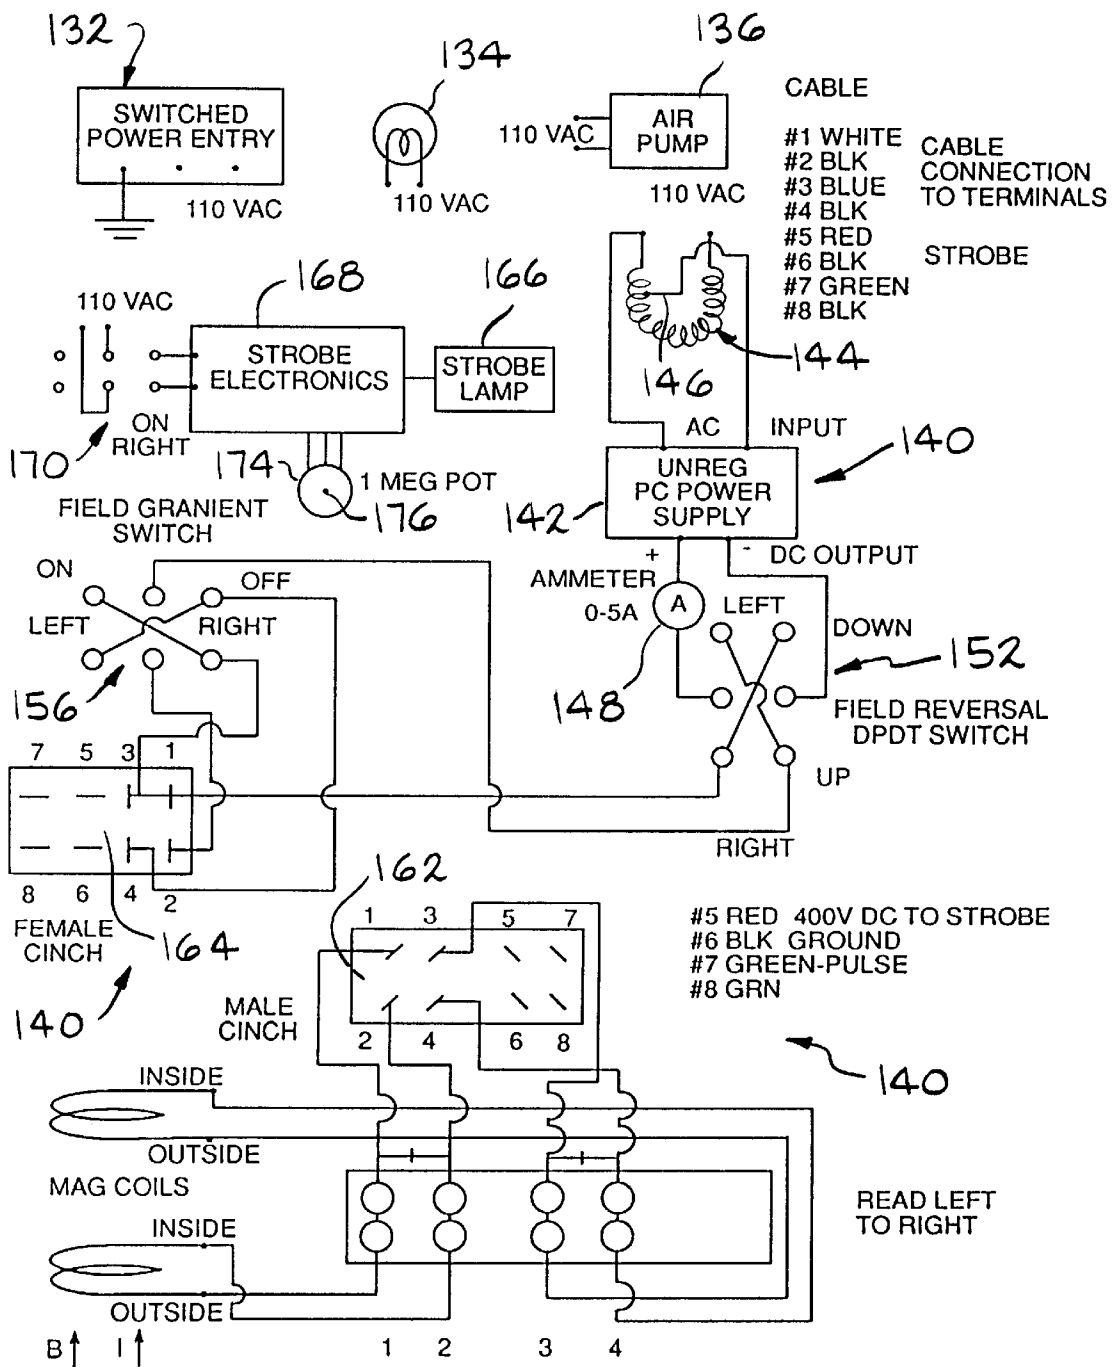 132
SWITCHED
POWER ENTRY
110 VAC
134
110 VAC
136
AIR
PUMP
110 VAC
110 VAC
CABLE
#1 WHITE
#2 BLK
#3 BLUE
#4 BLK
#5 RED
#6 BLK
#7 GREEN
#8 BLK
CABLE
CONNECTION
TO TERMINALS
STROBE
144
146
110 VAC
168
STROBE
ELECTRONICS
166
STROBE
LAMP
ON
RIGHT
170
174
1 MEG POT
176
AC INPUT
140
UNREG
PC POWER
SUPPLY
142
+
-
DC OUTPUT
FIELD GRANIENT
SWITCH
ON
OFF
LEFT
RIGHT
156
AMMETER
0-5A
A
148
LEFT
DOWN
152
FIELD REVERSAL
DPDT SWITCH
UP
RIGHT
7 5 3 1
8 6 4 2
FEMALE
CINCH
164
140
162
1 3 5 7
2 4 6 8
MALE
CINCH
#5 RED 400V DC TO STROBE
#6 BLK GROUND
#7 GREEN-PULSE
#8 GRN
140
INSIDE
OUTSIDE
MAG COILS
INSIDE
OUTSIDE
READ LEFT
TO RIGHT
B I
1 2 3 4